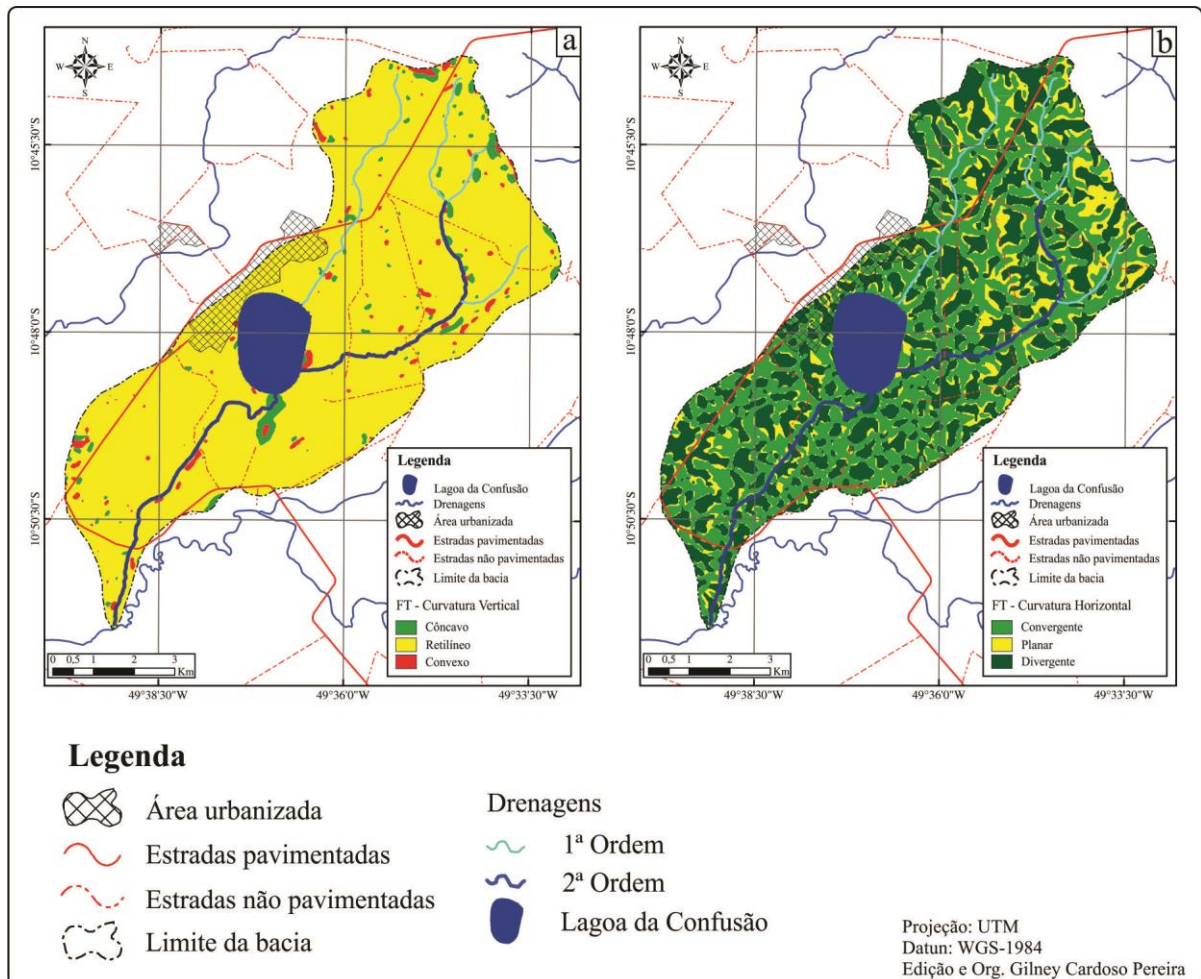 a
N
W E
S
10°45'30"S
10°48'0"S
10°50'30"S
Legenda
Lagoa da Confusão
Drenagens
Área urbanizada
Estradas pavimentadas
Estradas não pavimentadas
Limite da bacia
FT - Curvatura Vertical
Côncavo
Retilíneo
Convexo
0 0,5 1 2 3
Km
49°38'30"W 49°36'0"W 49°33'30"W
b
N
W E
S
10°45'30"S
10°48'0"S
10°50'30"S
Legenda
Lagoa da Confusão
Drenagens
Área urbanizada
Estradas pavimentadas
Estradas não pavimentadas
Limite da bacia
FT - Curvatura Horizontal
Convergente
Planar
Divergente
0 0,5 1 2 3
Km
49°38'30"W 49°36'0"W 49°33'30"W
Legenda
Área urbanizada
Estradas pavimentadas
Estradas não pavimentadas
Limite da bacia
Drenagens
1ª Ordem
2ª Ordem
Lagoa da Confusão
Projeção: UTM
Datun: WGS-1984
Edição e Org. Gilney Cardoso Pereira